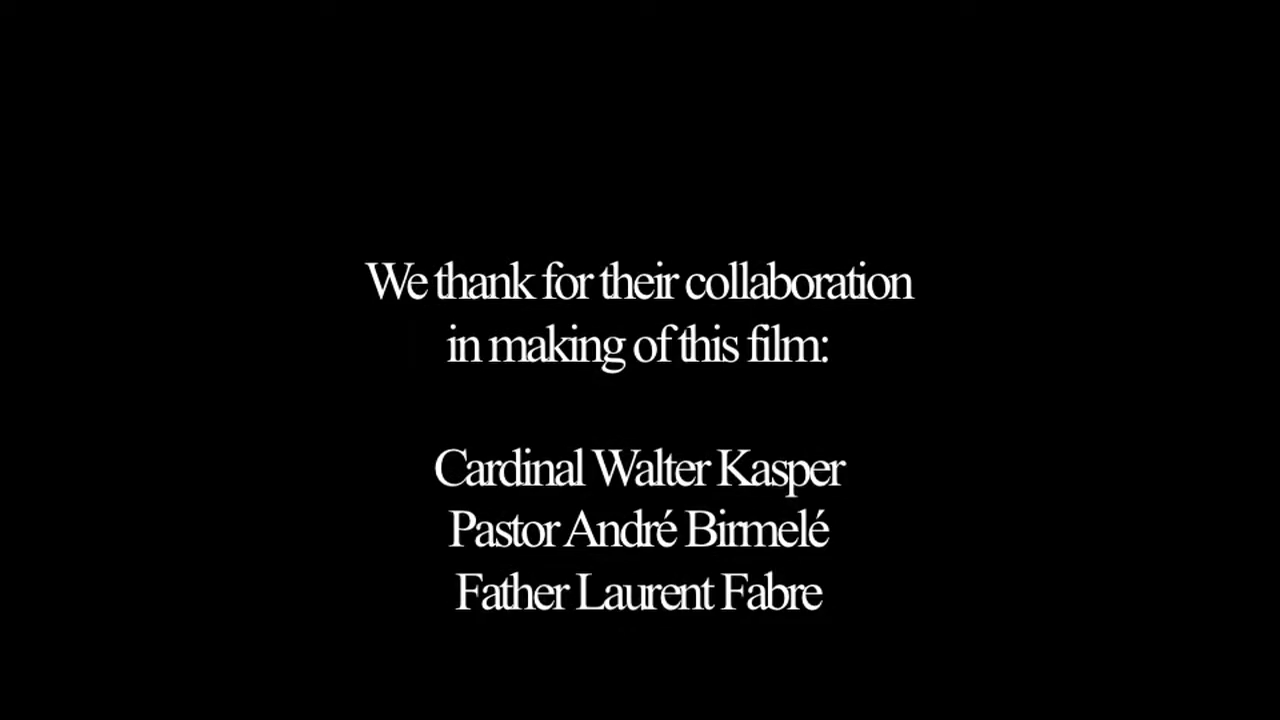 We thank for their collaboration
in making of this film:
Cardinal Walter Kasper
Pastor André Birmelé
Father Laurent Fabre